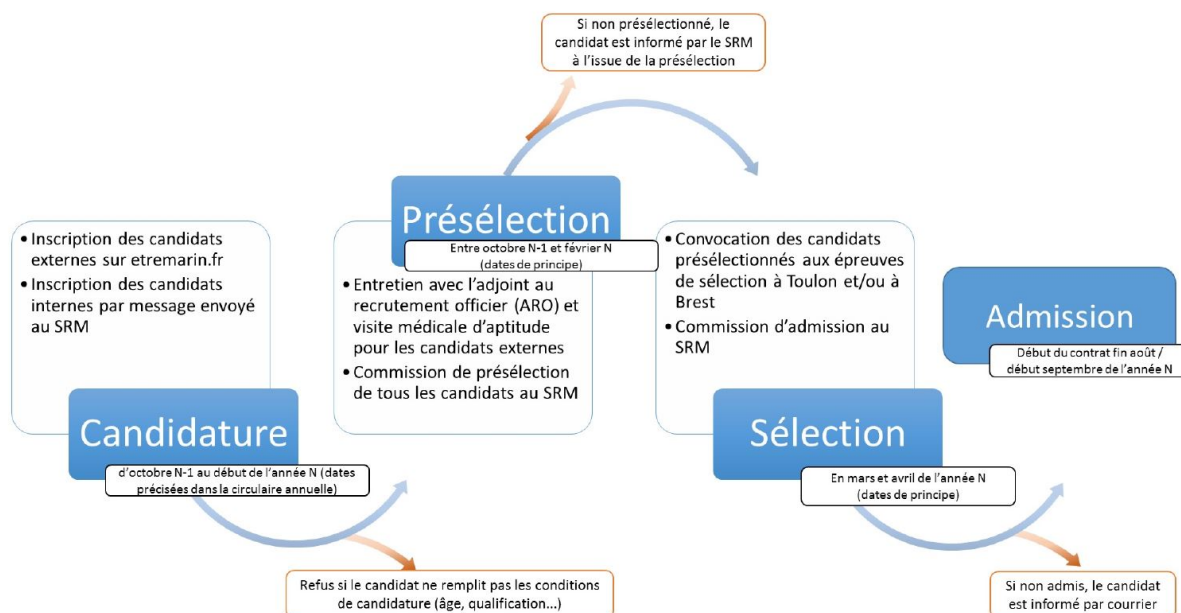 Si non présélectionné, le
candidat est informé par le SRM
à l'issue de la présélection
Présélection
Entre octobre N-1 et février N
(dates de principe)
• Inscription des candidats
externes sur etremarin.fr
• Inscription des candidats
internes par message envoyé
au SRM
Candidature
d'octobre N-1 au début de l'année N (dates
précisées dans la circulaire annuelle)
• Entretien avec l'adjoint au
recrutement officier (ARO) et
visite médicale d'aptitude
pour les candidats externes
• Commission de présélection
de tous les candidats au SRM
• Convocation des candidats
présélectionnés aux épreuves
de sélection à Toulon et/ou à
Brest
• Commission d'admission au
SRM
Sélection
En mars et avril de l'année N
(dates de principe)
Admission
Début du contrat fin août /
début septembre de l'année N
Refus si le candidat ne remplit pas les conditions
de candidature (âge, qualification...)
Si non admis, le candidat
est informé par courrier